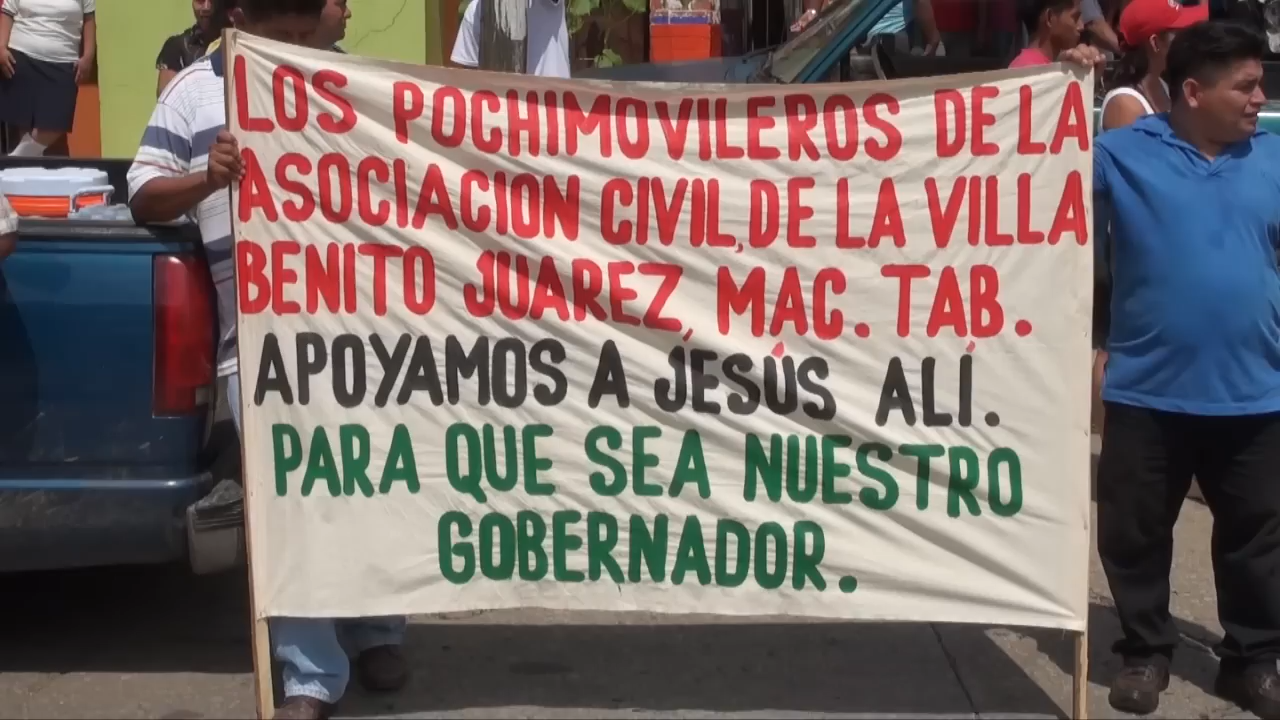 LOS POCHIMOVILEROS DE LA
ASOCIACION CIVIL, DE LA VILLA
BENITO JUAREZ, MAC. TAB.
APOYAMOS A JESÚS ALÍ.
PARA QUE SEA NUESTRO
GOBERNADOR.